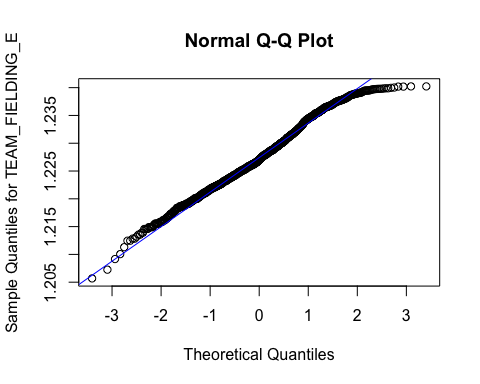 Normal Q-Q Plot
Sample Quantiles for TEAM_FIELDING_E
1.235
1.225
1.215
1.205
-3 -2 -1 0 1 2 3
Theoretical Quantiles